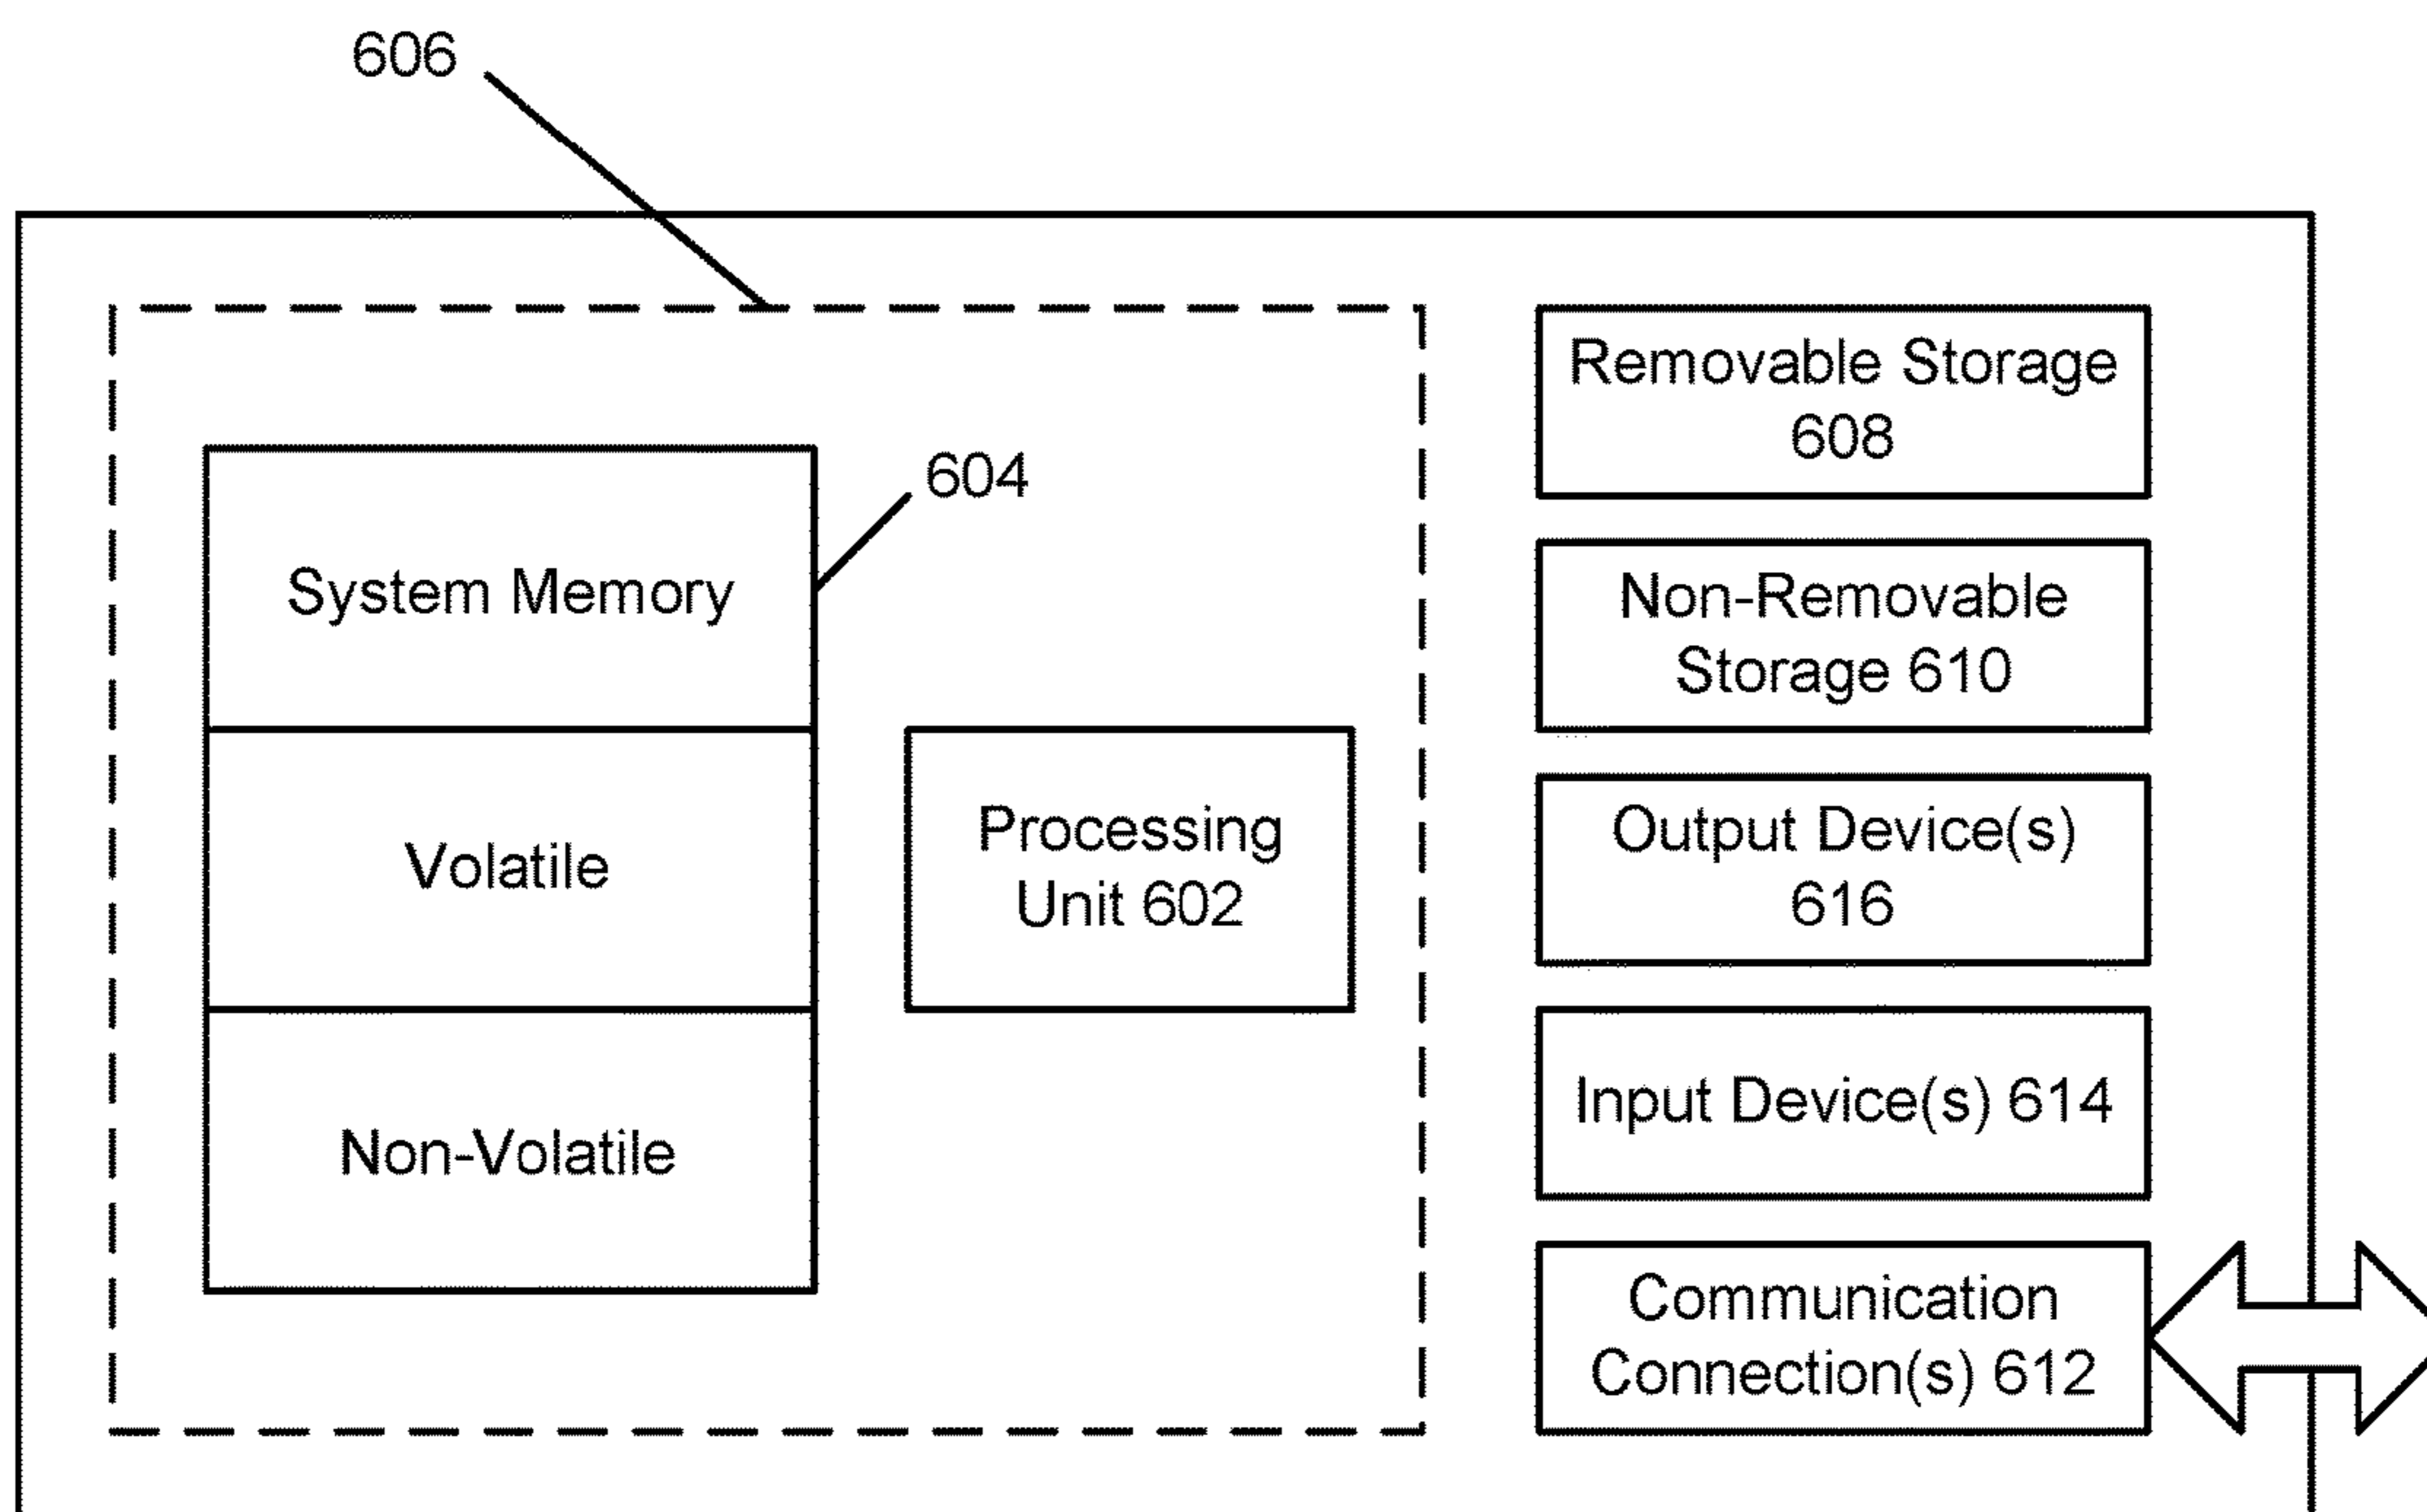 606
604
System Memory
Volatile
Non-Volatile
Processing
Unit 602
Removable Storage
608
Non-Removable
Storage 610
Output Device(s)
616
Input Device(s) 614
Communication
Connection(s) 612